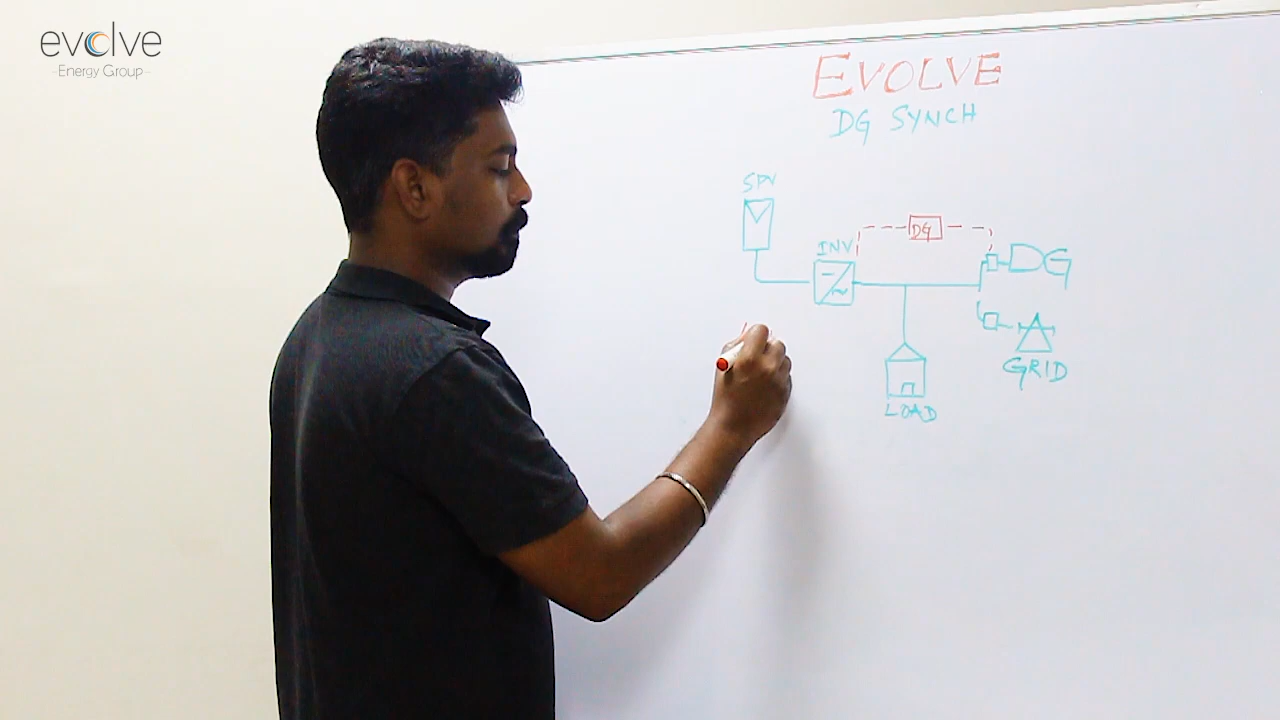 evolve
Energy Group
EVOLVE
DG SYNCH
SPV
INV
DG
DG
GRID
LOAD